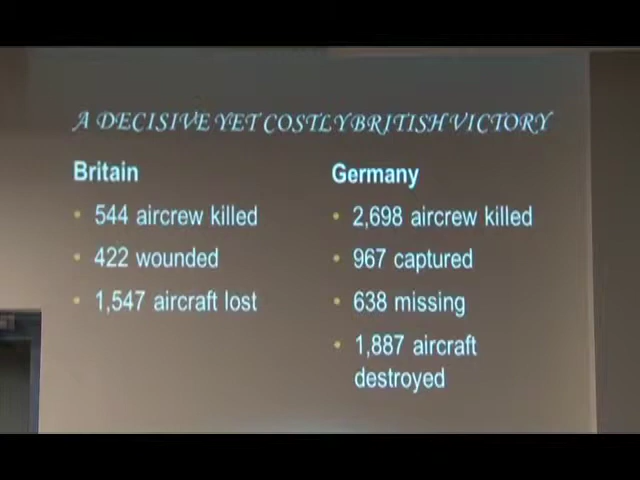 A DECISIVE YET COSTLY BRITISH VICTORY
Britain
• 544 aircrew killed
• 422 wounded
• 1,547 aircraft lost
Germany
• 2,698 aircrew killed
• 967 captured
• 638 missing
• 1,887 aircraft
destroyed